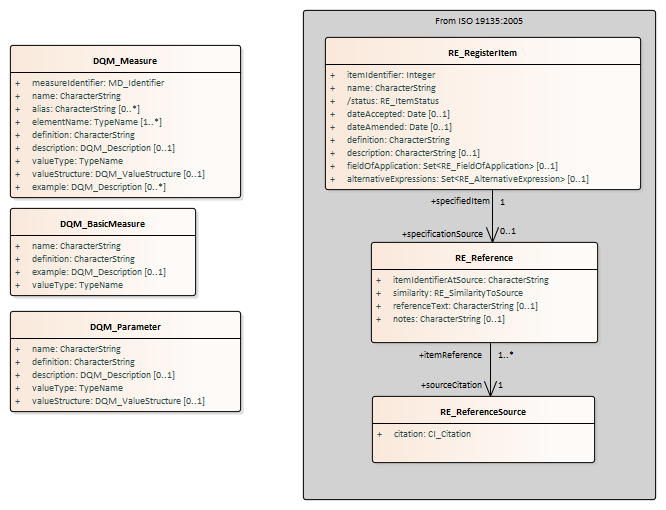 DQM_Measure
+ measureIdentifier: MD_Identifier
+ name: CharacterString
+ alias: CharacterString [0..*]
+ elementName: TypeName [1..*]
+ definition: CharacterString
+ description: DQM_Description [0..1]
+ valueType: TypeName
+ valueStructure: DQM_ValueStructure [0..1]
+ example: DQM_Description [0..*]
DQM_BasicMeasure
+ name: CharacterString
+ definition: CharacterString
+ example: DQM_Description [0..1]
+ valueType: TypeName
DQM_Parameter
+ name: CharacterString
+ definition: CharacterString
+ description: DQM_Description [0..1]
+ valueType: TypeName
+ valueStructure: DQM_ValueStructure [0..1]
From ISO 19135:2005
RE_RegisterItem
+ itemIdentifier: Integer
+ name: CharacterString
+ /status: RE_ItemStatus
+ dateAccepted: Date [0..1]
+ dateAmended: Date [0..1]
+ definition: CharacterString
+ description: CharacterString [0..1]
+ fieldOfApplication: Set<RE_FieldOfApplication> [0..1]
+ alternativeExpressions: Set<RE_AlternativeExpression> [0..1]
+specifiedItem 1
+specificationSource 0..1
RE_Reference
+ itemIdentifierAtSource: CharacterString
+ similarity: RE_SimilarityToSource
+ referenceText: CharacterString [0..1]
+ notes: CharacterString [0..1]
+itemReference 1..*
+sourceCitation 1
RE_ReferenceSource
+ citation: CI_Citation